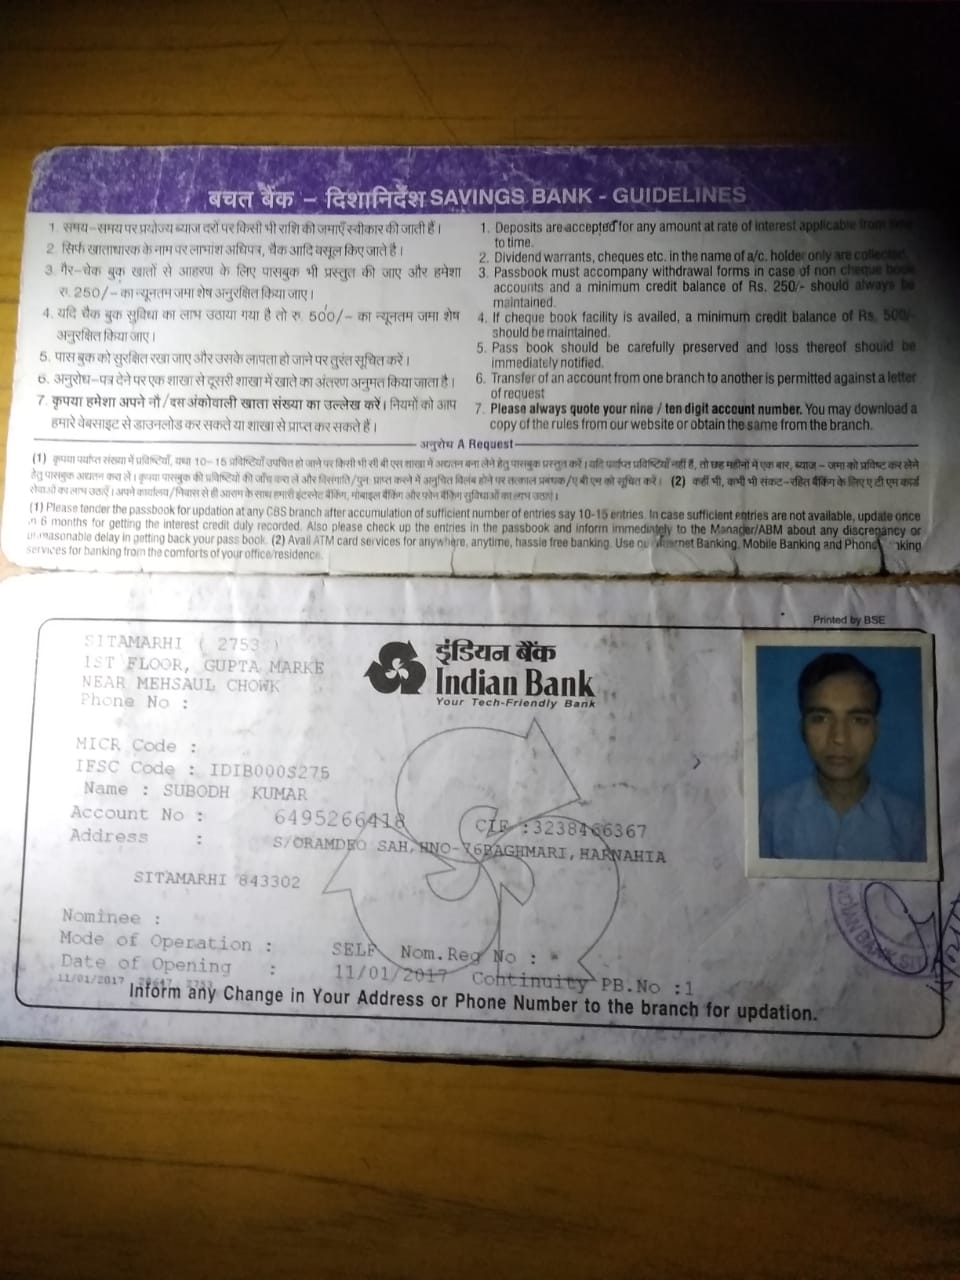 बचत बैंक – दिशानिर्देश SAVINGS BANK - GUIDELINES
1. समय–समय पर प्रयोज्य ब्याज दरों पर किसी भी राशि की जमाएँ स्वीकार की जाती हैं।
2. सिर्फ खाताधारक के नाम पर लाभांश अधिपत्र, चैक आदि वसूल किए जाते है।
3. गैर–चेक बुक खातों से आहरण के लिए पासबुक भी प्रस्तुत की जाए और हमेशा
रु. 250/– का न्यूनतम जमा शेष अनुरक्षित किया जाए।
4. यदि चैक बुक सुविधा का लाभ उठाया गया है तो रु. 500/– का न्यूनतम जमा शेष
अनुरक्षित किया जाए।
5. पास बुक को सुरक्षित रखा जाए और उसके लापता हो जाने पर तुरंत सूचित करें।
6. अनुरोध–पत्र देने पर एक शाखा से दूसरी शाखा में खाते का अंतरण अनुमत किया जाता है।
7. कृपया हमेशा अपने नौ/दस अंकोवाली खाता संख्या का उल्लेख करें। नियमों को आप
हमारे वेबसाइट से डाउनलोड कर सकते या शाखा से प्राप्त कर सकते हैं।
1. Deposits are accepted for any amount at rate of interest applicable from time
to time.
2. Dividend warrants, cheques etc. in the name of a/c. holder only are collected.
3. Passbook must accompany withdrawal forms in case of non cheque book
accounts and a minimum credit balance of Rs. 250/- should always be
maintained.
4. If cheque book facility is availed, a minimum credit balance of Rs. 500/-
should be maintained.
5. Pass book should be carefully preserved and loss thereof should be
immediately notified.
6. Transfer of an account from one branch to another is permitted against a letter
of request
7. Please always quote your nine / ten digit account number. You may download a
copy of the rules from our website or obtain the same from the branch.
अनुरोध A Request
(1) कृपया पर्याप्त संख्या में प्रविष्टियाँ, यथा 10–15 प्रविष्टियाँ उपचित हो जाने पर किसी भी सी बी एस शाखा में अद्यतन बना लेने हेतु पासबुक प्रस्तुत करें। यदि पर्याप्त प्रविष्टियाँ नहीं हैं, तो छह महीनों में एक बार, ब्याज – जमा को प्रविष्ट कर लेने
हेतु पासबुक अद्यतन करा लें। कृपया पासबुक की प्रविष्टियों की जाँच करा लें और विसंगति/पुनः प्राप्त करने में अनुचित विलंब होने पर तत्काल प्रबंधक/ए बी एम को सूचित करें। (2) कहीं भी, कभी भी संकट–रहित बैंकिंग के लिए ए टी एम कार्ड
सेवाओं का लाभ उठाएँ। अपने कार्यालय/निवास से ही आराम के साथ हमारी इंटरनेट बैंकिंग, मोबाइल बैंकिंग और फोन बैंकिंग सुविधाओं का लाभ उठाएं।
(1) Please tender the passbook for updation at any CBS branch after accumulation of sufficient number of entries say 10-15 entries. In case sufficient entries are not available, update once
in 6 months for getting the interest credit duly recorded. Also please check up the entries in the passbook and inform immediately to the Manager/ABM about any discrepancy or
unreasonable delay in getting back your pass book. (2) Avail ATM card services for anywhere, anytime, hassle free banking. Use our Internet Banking, Mobile Banking and Phone Banking
services for banking from the comforts of your office/residence.
Printed by BSE
SITAMARHI ( 2753 )
1ST FLOOR, GUPTA MARKE
NEAR MEHSAUL CHOWK
Phone No :
इंडियन बैंक
Indian Bank
Your Tech-Friendly Bank
MICR Code :
IFSC Code : IDIB000S275
Name : SUBODH KUMAR
Account No : 6495266418 CIF :3238466367
Address : S/ORAMDEO SAH,HNO-76BAGHMARI,HARNAHIA
SITAMARHI 843302
Nominee :
Mode of Operation : SELF Nom.Reg No :
Date of Opening : 11/01/2017 Continuity PB.No :1
11/01/2017
Inform any Change in Your Address or Phone Number to the branch for updation.
INDIAN BANK SIT